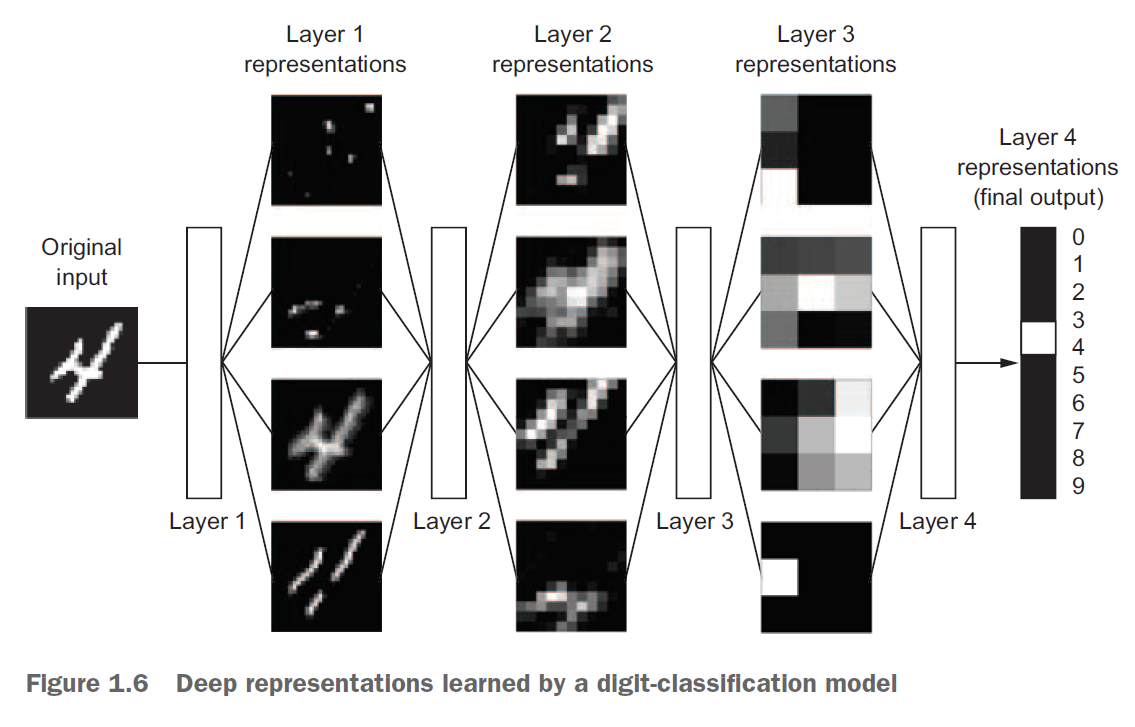 Layer 1
representations
Layer 2
representations
Layer 3
representations
Layer 4
representations
(final output)
Original
input
0
1
2
3
4
5
6
7
8
9
Layer 1
Layer 2
Layer 3
Layer 4
Figure 1.6 Deep representations learned by a digit-classification model